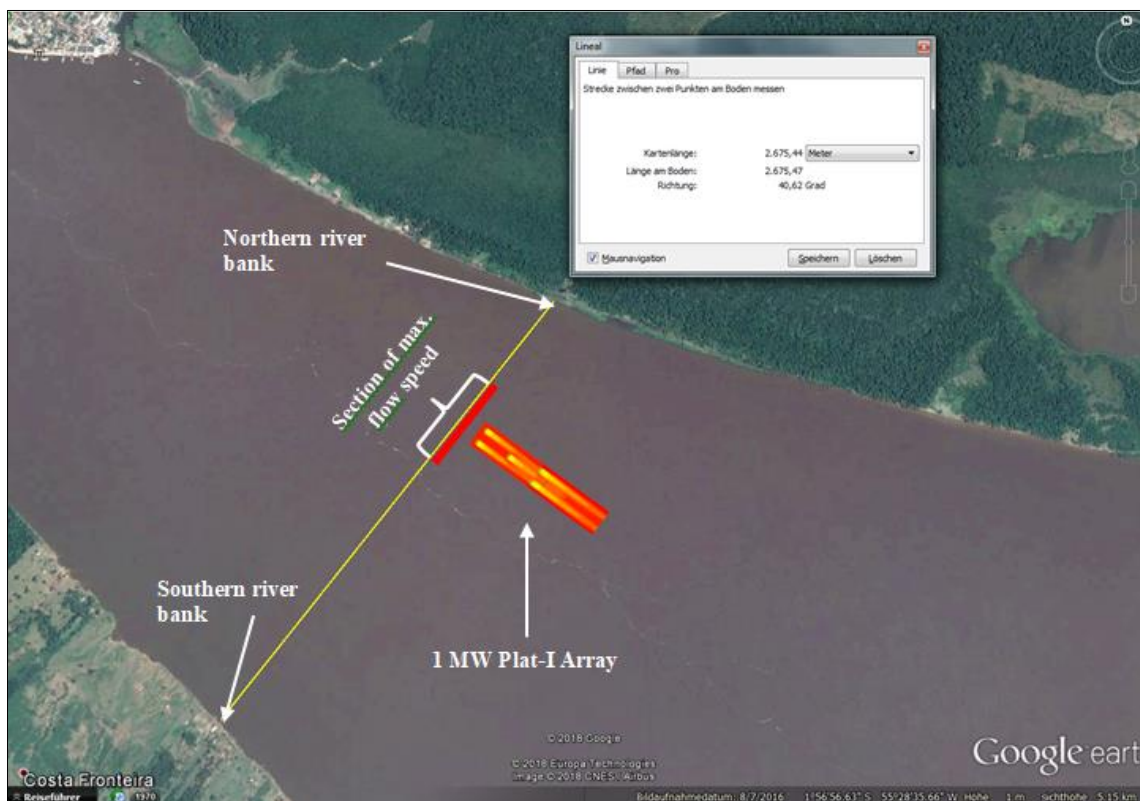 Lineal
Linie Pfad Pro
Strecke zwischen zwei Punkten am Boden messen
Kartenlänge: 2.675,44 Meter
Länge am Boden: 2.675,47
Richtung: 40,62 Grad
Mausnavigation Speichern Löschen
N
Northern river
bank
Section of max.
flow speed
Southern river
bank
1 MW Plat-I Array
© 2018 Google
© 2018 Europa Technologies
Image © 2018 CNES / Airbus
Google eart
Costa Fronteira
Reiseführer 1970
Bildaufnahmedatum: 8/7/2016 1°56'56.63" S 55°28'35.66" W Höhe 1 m sichthöhe 5.15 km